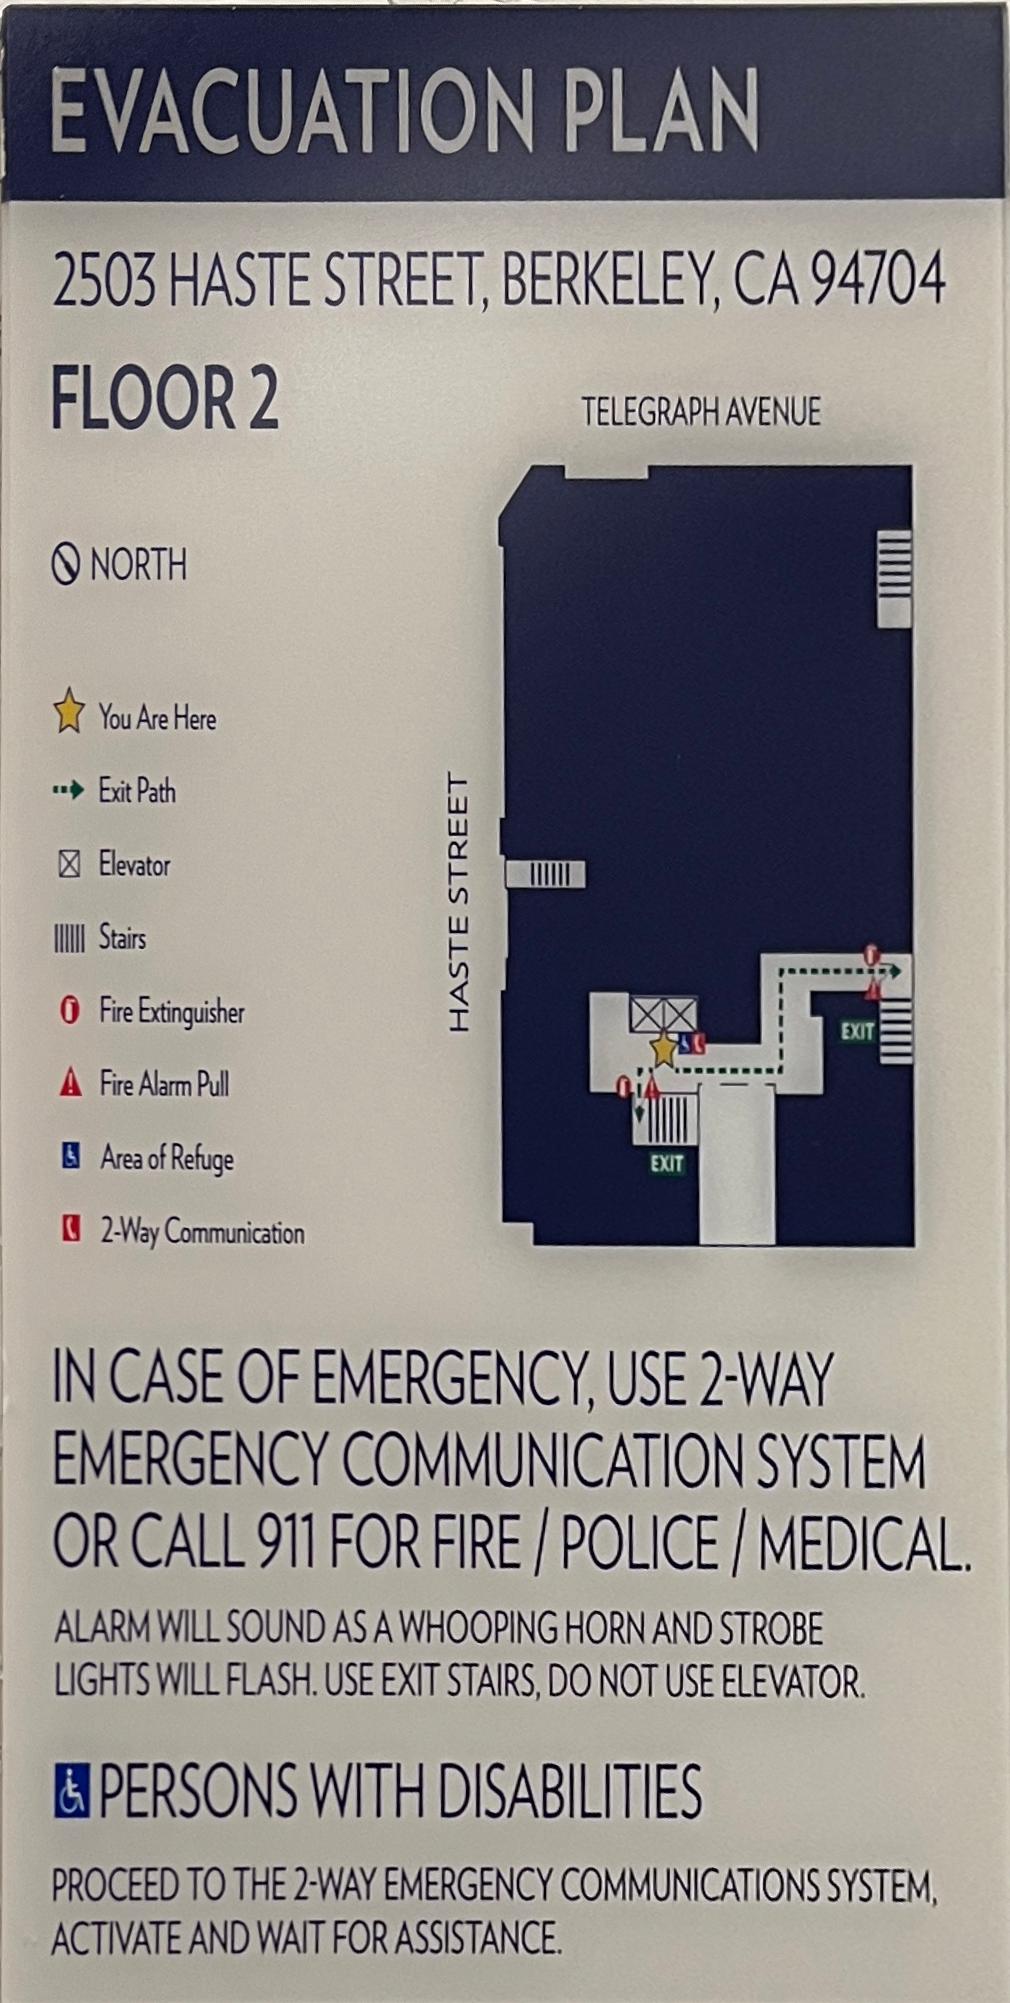 EVACUATION PLAN
2503 HASTE STREET, BERKELEY, CA 94704
FLOOR 2
TELEGRAPH AVENUE
NORTH
You Are Here
Exit Path
Elevator
Stairs
Fire Extinguisher
Fire Alarm Pull
Area of Refuge
2-Way Communication
HASTE STREET
EXIT
EXIT
IN CASE OF EMERGENCY, USE 2-WAY
EMERGENCY COMMUNICATION SYSTEM
OR CALL 911 FOR FIRE / POLICE / MEDICAL.
ALARM WILL SOUND AS A WHOOPING HORN AND STROBE
LIGHTS WILL FLASH. USE EXIT STAIRS, DO NOT USE ELEVATOR.
PERSONS WITH DISABILITIES
PROCEED TO THE 2-WAY EMERGENCY COMMUNICATIONS SYSTEM,
ACTIVATE AND WAIT FOR ASSISTANCE.